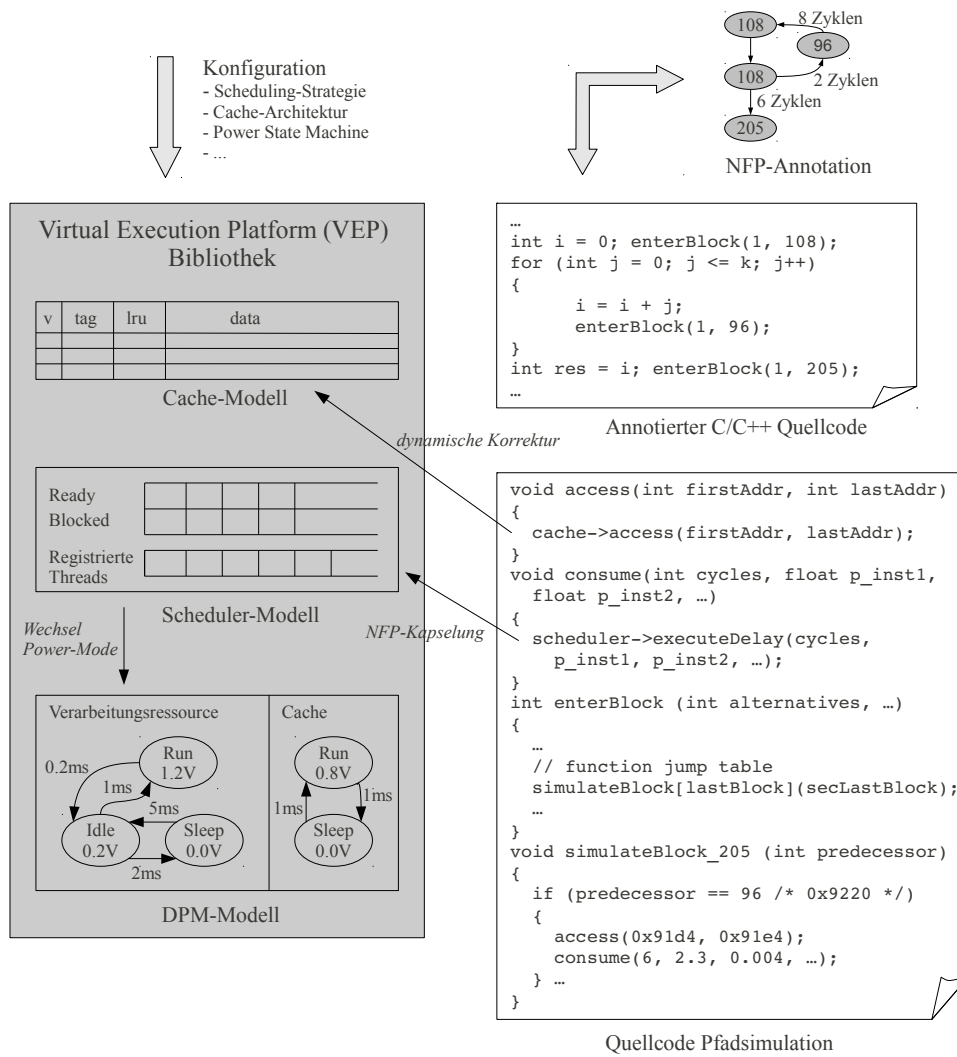 Konfiguration
- Scheduling-Strategie
- Cache-Architektur
- Power State Machine
- ...
108
8 Zyklen
96
108
2 Zyklen
6 Zyklen
205
NFP-Annotation
Virtual Execution Platform (VEP)
Bibliothek
v tag lru data
Cache-Modell
dynamische Korrektur
Ready
Blocked
Registrierte
Threads
Scheduler-Modell
Wechsel
Power-Mode
NFP-Kapselung
Verarbeitungsressource
Cache
Run
1.2V
0.2ms
1ms
5ms
Idle
0.2V
Sleep
0.0V
2ms
Run
0.8V
1ms
1ms
Sleep
0.0V
DPM-Modell
…
int i = 0; enterBlock(1, 108);
for (int j = 0; j <= k; j++)
{
i = i + j;
enterBlock(1, 96);
}
int res = i; enterBlock(1, 205);
…
Annotierter C/C++ Quellcode
void access(int firstAddr, int lastAddr)
{
cache->access(firstAddr, lastAddr);
}
void consume(int cycles, float p_inst1,
float p_inst2, …)
{
scheduler->executeDelay(cycles,
p_inst1, p_inst2, …);
}
int enterBlock (int alternatives, …)
{
…
// function jump table
simulateBlock[lastBlock](secLastBlock);
…
}
void simulateBlock_205 (int predecessor)
{
if (predecessor == 96 /* 0x9220 */)
{
access(0x91d4, 0x91e4);
consume(6, 2.3, 0.004, …);
} …
}
Quellcode Pfadsimulation